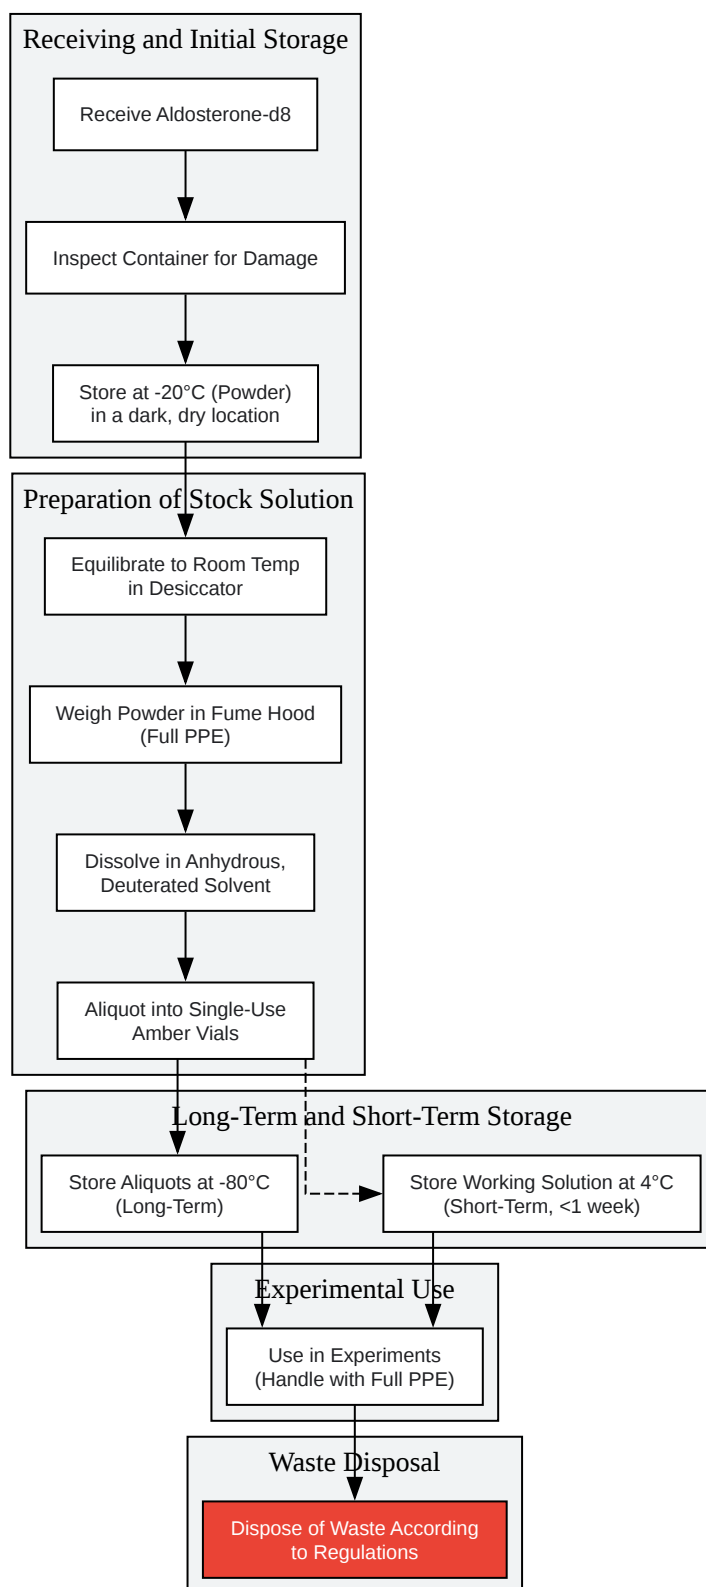 Receiving and Initial Storage
Receive Aldosterone-d8
Inspect Container for Damage
Store at -20°C (Powder)
in a dark, dry location
Preparation of Stock Solution
Equilibrate to Room Temp
in Desiccator
Weigh Powder in Fume Hood
(Full PPE)
Dissolve in Anhydrous,
Deuterated Solvent
Aliquot into Single-Use
Amber Vials
Long-Term and Short-Term Storage
Store Aliquots at -80°C
(Long-Term)
Store Working Solution at 4°C
(Short-Term, <1 week)
Experimental Use
Use in Experiments
(Handle with Full PPE)
Waste Disposal
Dispose of Waste According
to Regulations